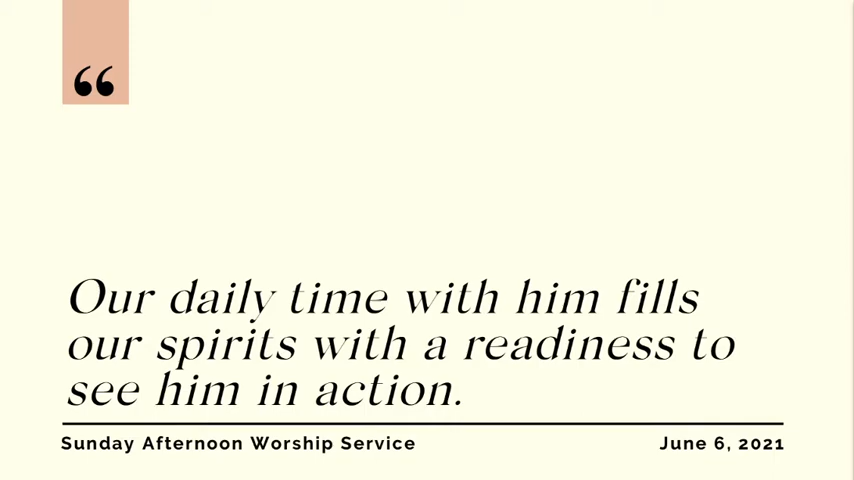 “
Our daily time with him fills
our spirits with a readiness to
see him in action.
Sunday Afternoon Worship Service
June 6, 2021